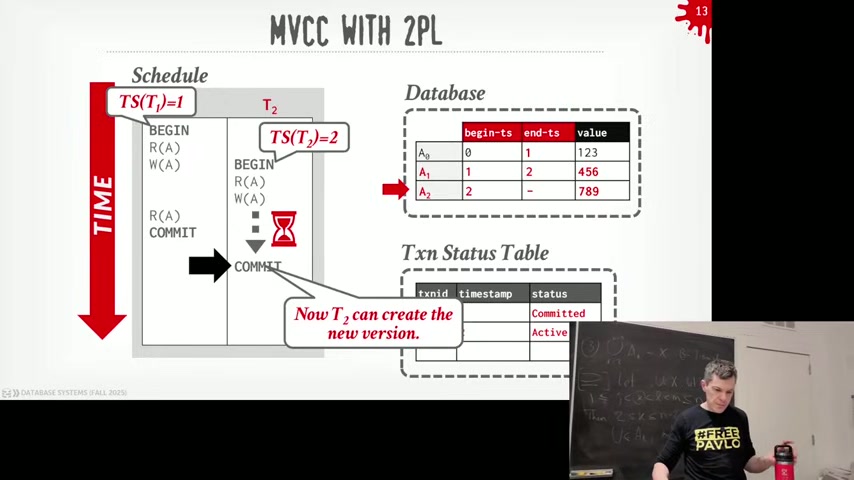 13
MVCC WITH 2PL
Schedule
TS(T1)=1
T2
TS(T2)=2
TIME
BEGIN
R(A)
W(A)
R(A)
COMMIT
BEGIN
R(A)
W(A)
COMMIT
Now T2 can create the
new version.
Database
begin-ts end-ts value
A0 0 1 123
A1 1 2 456
A2 2 - 789
Txn Status Table
txnid timestamp status
Committed
Active
DATABASE SYSTEMS (FALL 2025)
#FREE
PAVLO